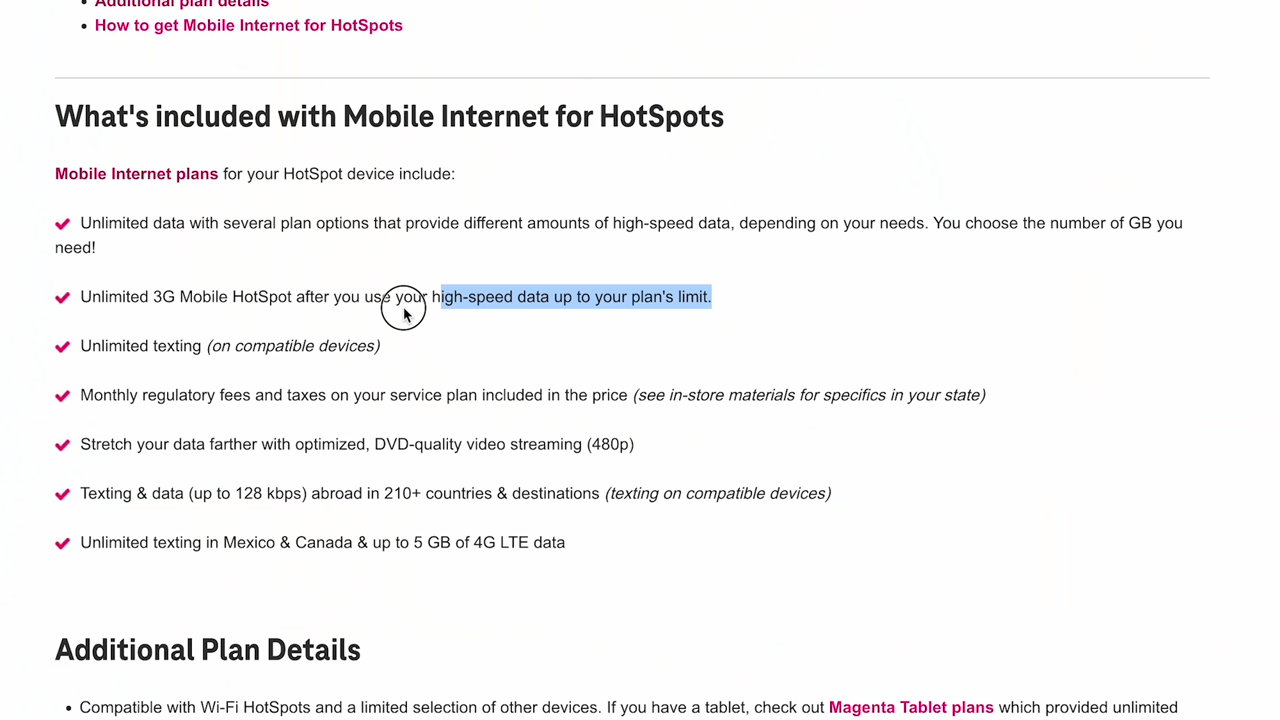 Additional plan details
How to get Mobile Internet for HotSpots
What's included with Mobile Internet for HotSpots
Mobile Internet plans for your HotSpot device include:
Unlimited data with several plan options that provide different amounts of high-speed data, depending on your needs. You choose the number of GB you
need!
Unlimited 3G Mobile HotSpot after you use your high-speed data up to your plan's limit.
Unlimited texting (on compatible devices)
Monthly regulatory fees and taxes on your service plan included in the price (see in-store materials for specifics in your state)
Stretch your data farther with optimized, DVD-quality video streaming (480p)
Texting & data (up to 128 kbps) abroad in 210+ countries & destinations (texting on compatible devices)
Unlimited texting in Mexico & Canada & up to 5 GB of 4G LTE data
Additional Plan Details
Compatible with Wi-Fi HotSpots and a limited selection of other devices. If you have a tablet, check out Magenta Tablet plans which provided unlimited